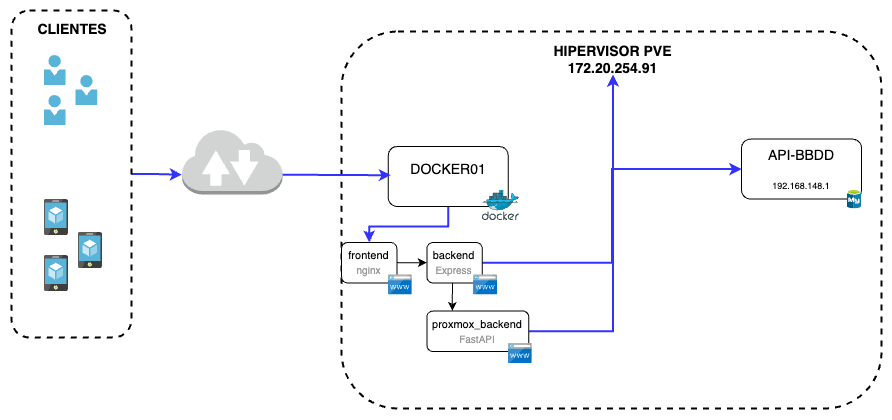 CLIENTES
HIPERVISOR PVE
172.20.254.91
DOCKER01
docker
API-BBDD
192.168.148.1
My
frontend
nginx
www
backend
Express
www
proxmox_backend
FastAPI
www